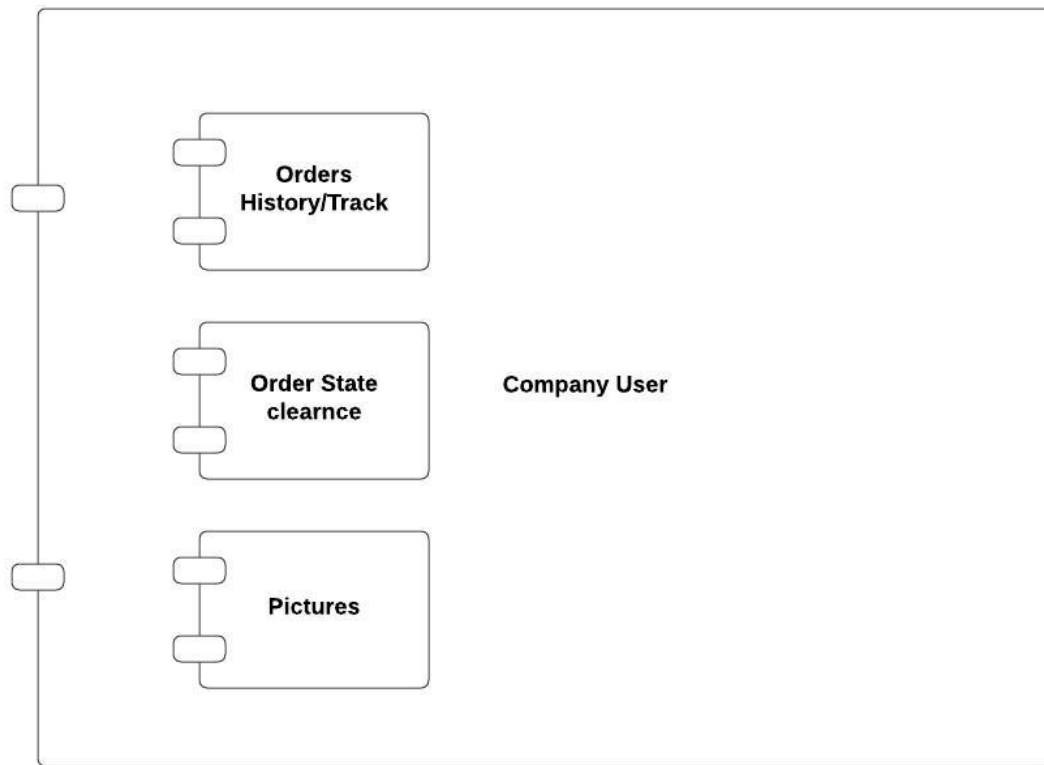 Orders
History/Track
Order State
clearnce
Company User
Pictures